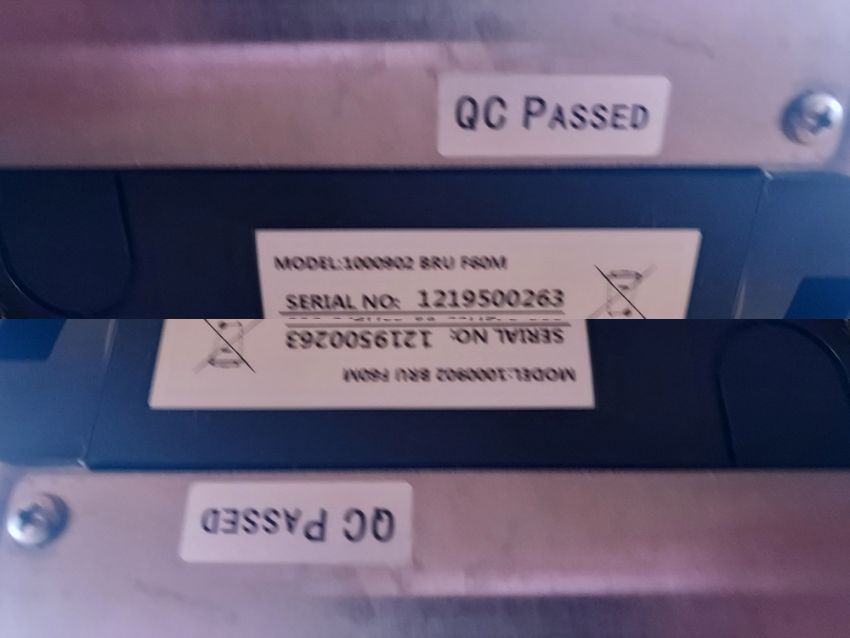 QC PASSED
MODEL:1000902 BRU F60M
SERIAL NO: 1219500263
SERIAL NO: 1219500263
MODEL:1000902 BRU F60M
QC PASSED